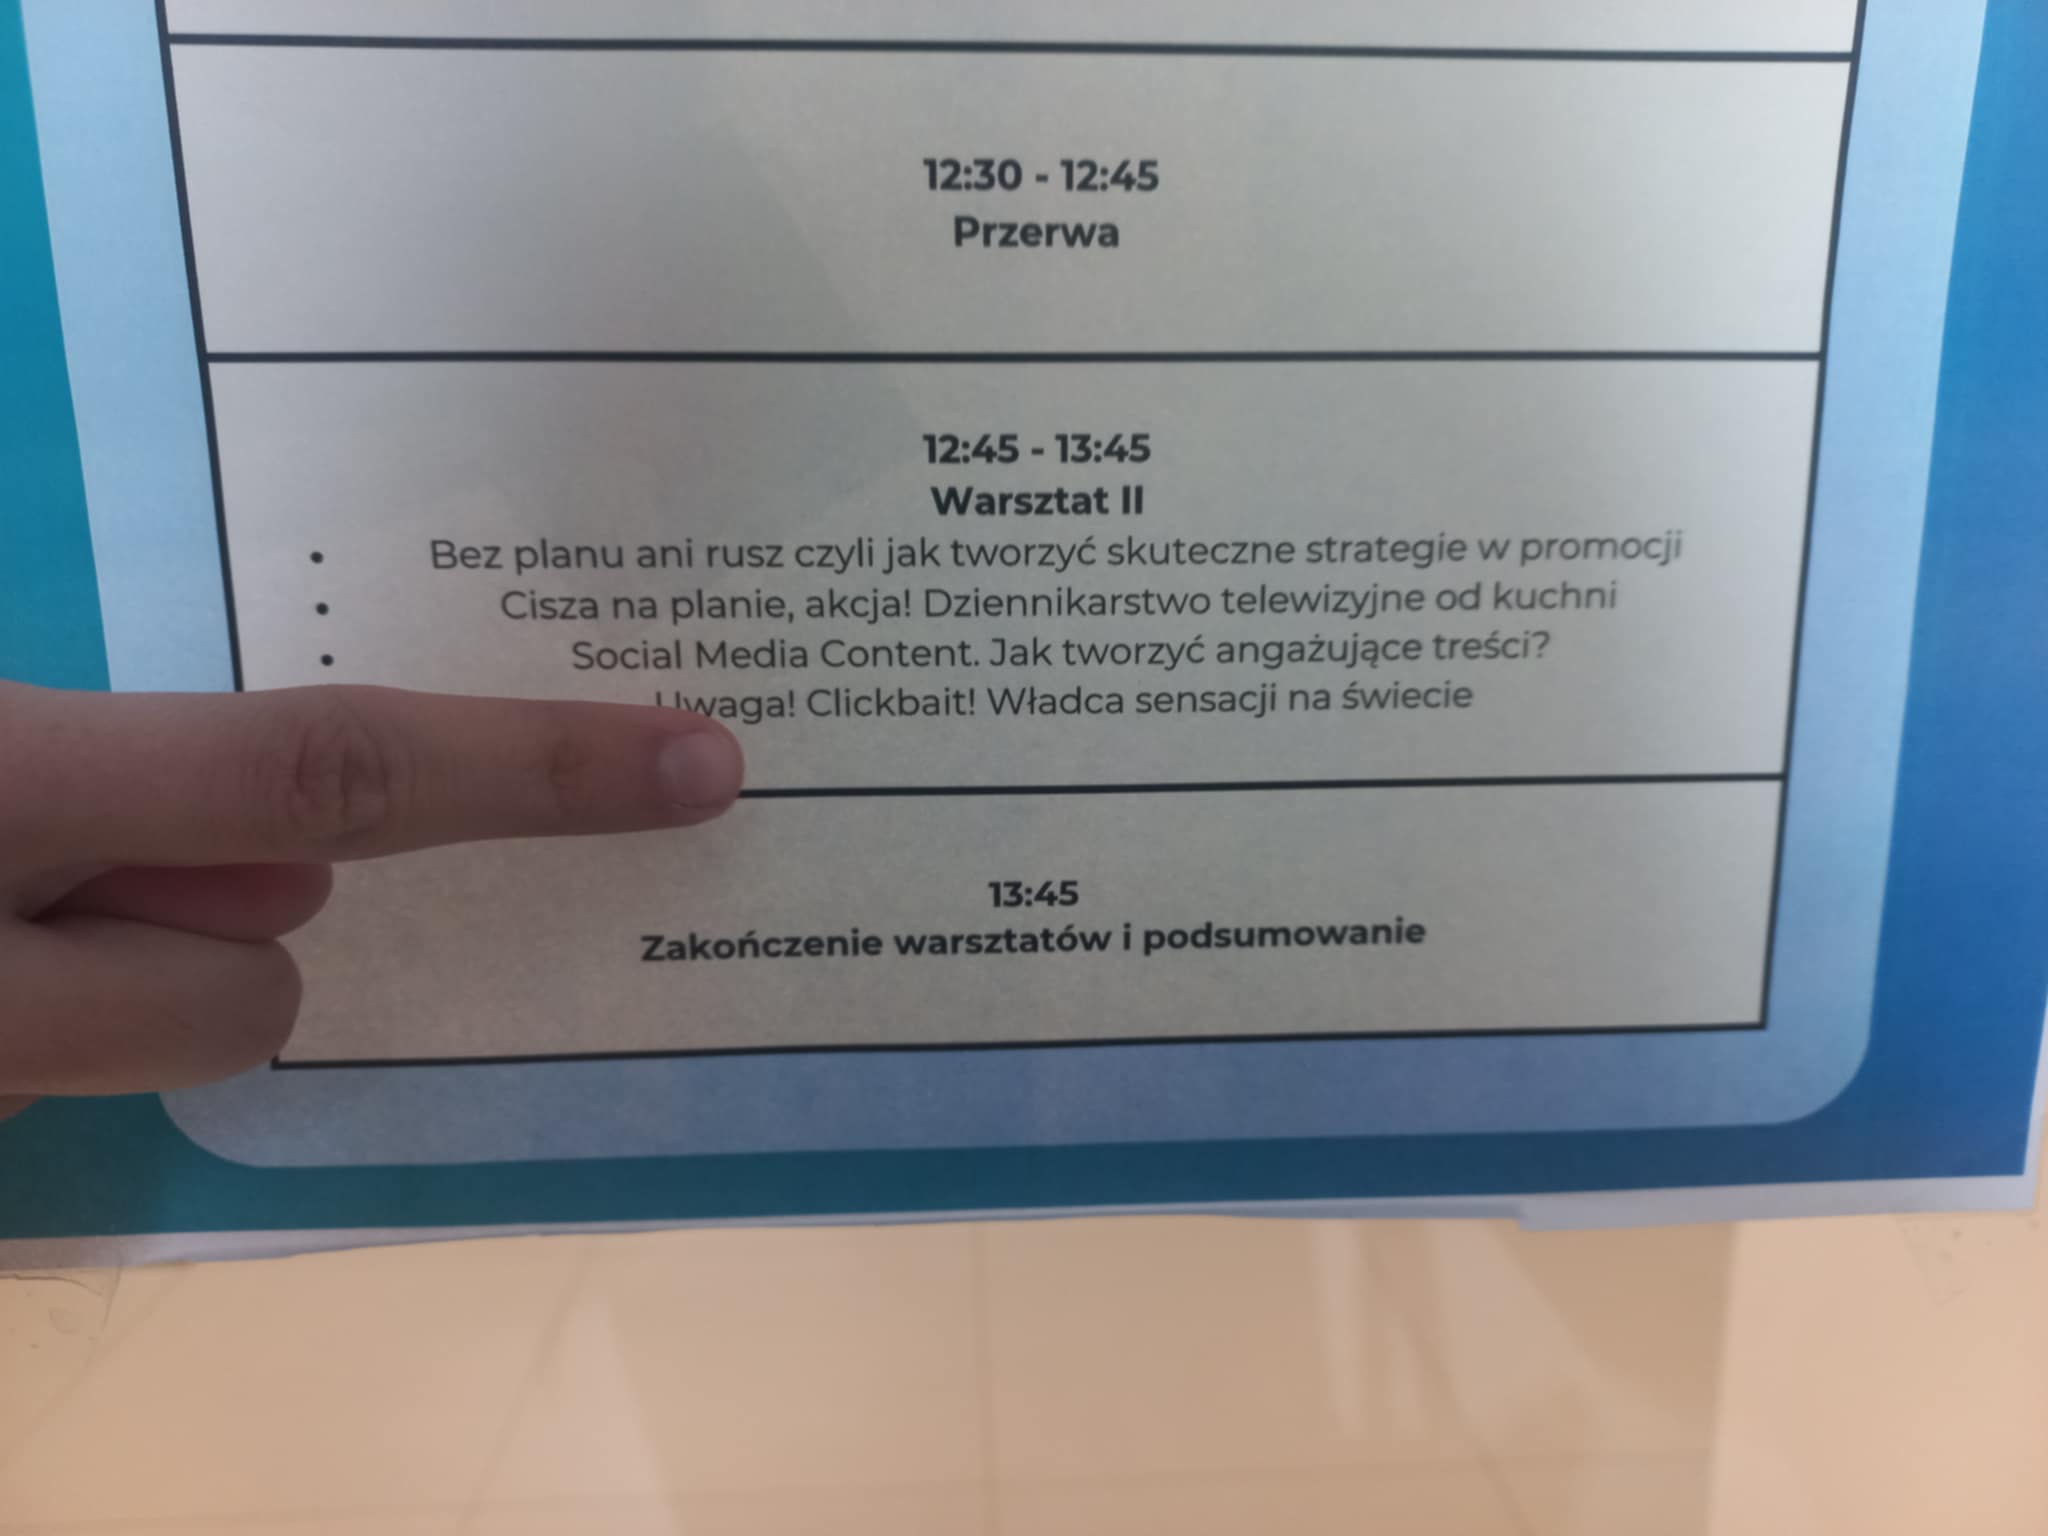 12:30 - 12:45
Przerwa
12:45 - 13:45
Warsztat II
• Bez planu ani rusz czyli jak tworzyć skuteczne strategie w promocji
• Cisza na planie, akcja! Dziennikarstwo telewizyjne od kuchni
• Social Media Content. Jak tworzyć angażujące treści?
Uwaga! Clickbait! Władca sensacji na świecie
13:45
Zakończenie warsztatów i podsumowanie